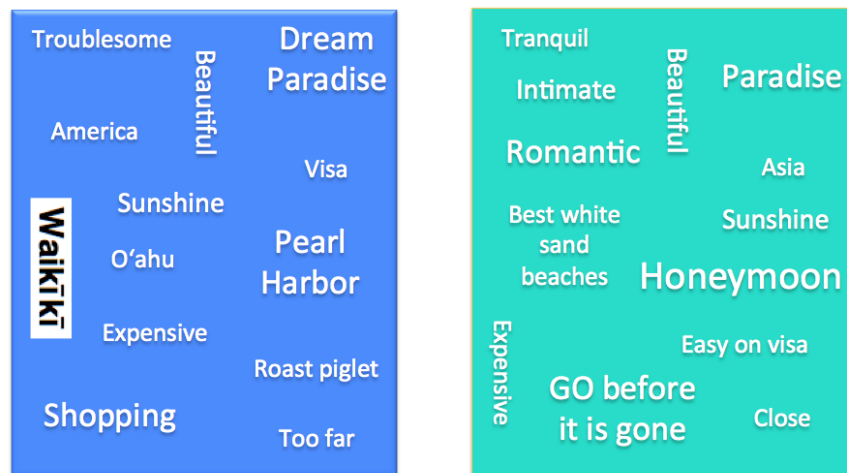 Troublesome
Beautiful
Dream
Paradise
America
Visa
Sunshine
Waikīkī
O‘ahu
Pearl
Harbor
Expensive
Roast piglet
Shopping
Too far
Tranquil
Intimate
Beautiful
Paradise
Romantic
Asia
Best white
sand
beaches
Sunshine
Honeymoon
Expensive
Easy on visa
GO before
it is gone
Close